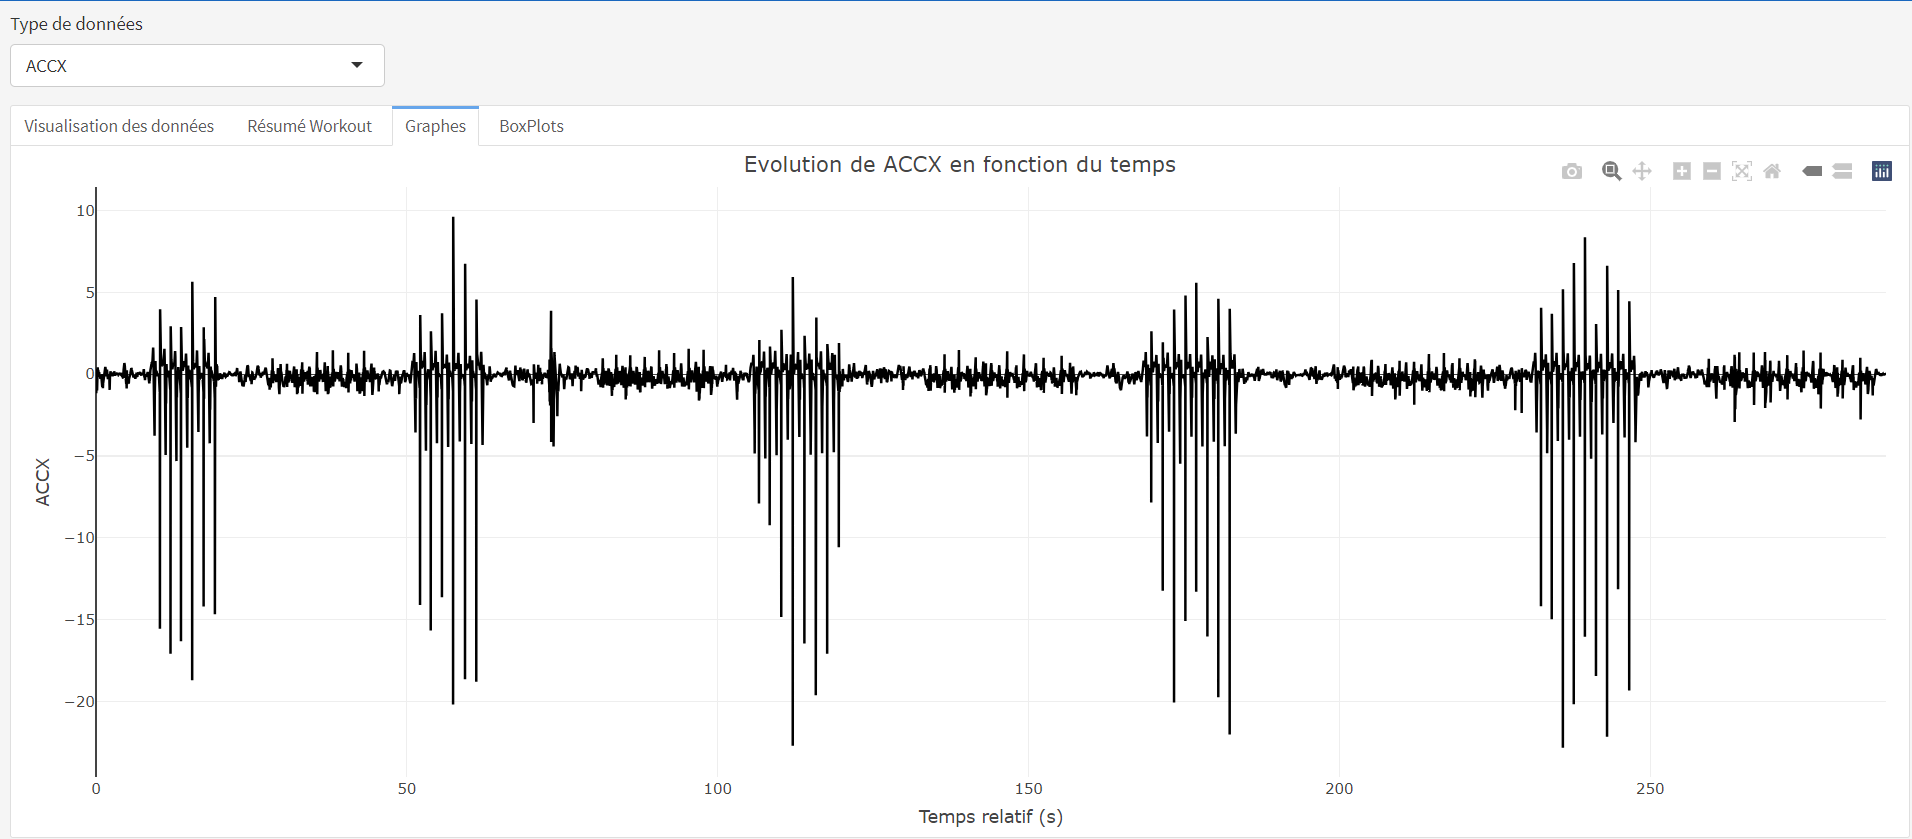 Type de données
ACCX
Visualisation des données Résumé Workout Graphes BoxPlots
Evolution de ACCX en fonction du temps
10
5
0
−5
−10
−15
−20
ACCX
0 50 100 150 200 250
Temps relatif (s)